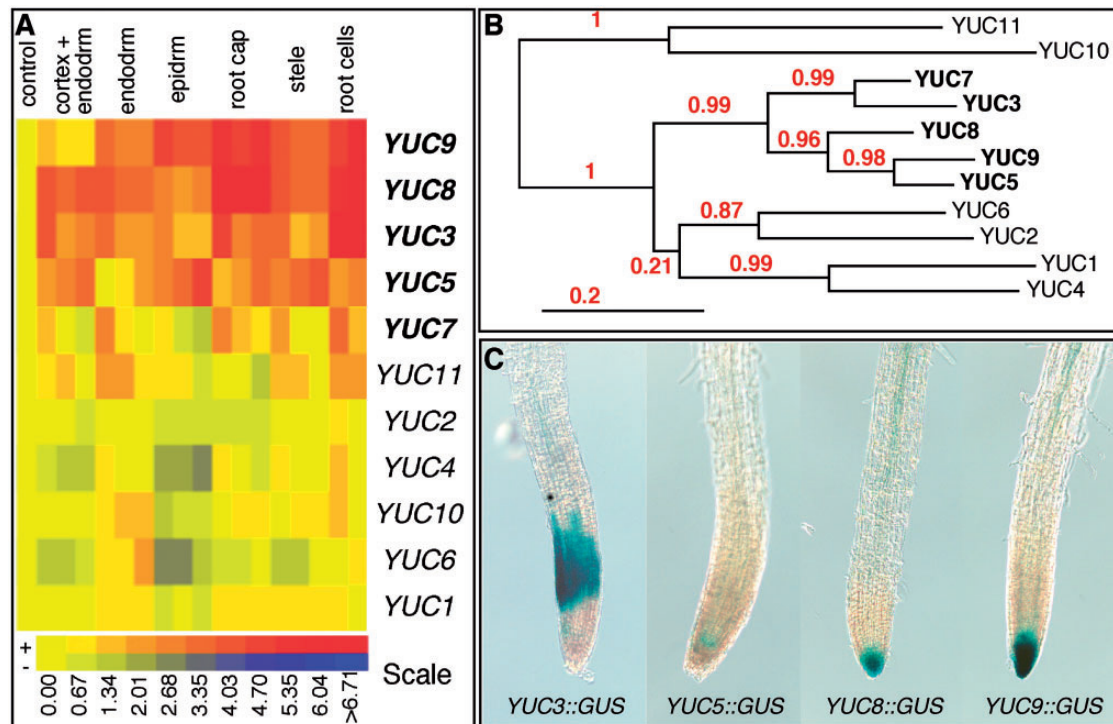 A
control
cortex +
endodrm
endodrm
epidrm
root cap
stele
root cells
YUC9
YUC8
YUC3
YUC5
YUC7
YUC11
YUC2
YUC4
YUC10
YUC6
YUC1
+
-
Scale
0.00
0.67
1.34
2.01
2.68
3.35
4.03
4.70
5.35
6.04
>6.71
B
1
YUC11
YUC10
0.99
0.99
YUC7
YUC3
0.96
YUC8
0.98
YUC9
YUC5
1
0.87
YUC6
YUC2
0.21
0.99
YUC1
YUC4
0.2
C
YUC3::GUS
YUC5::GUS
YUC8::GUS
YUC9::GUS